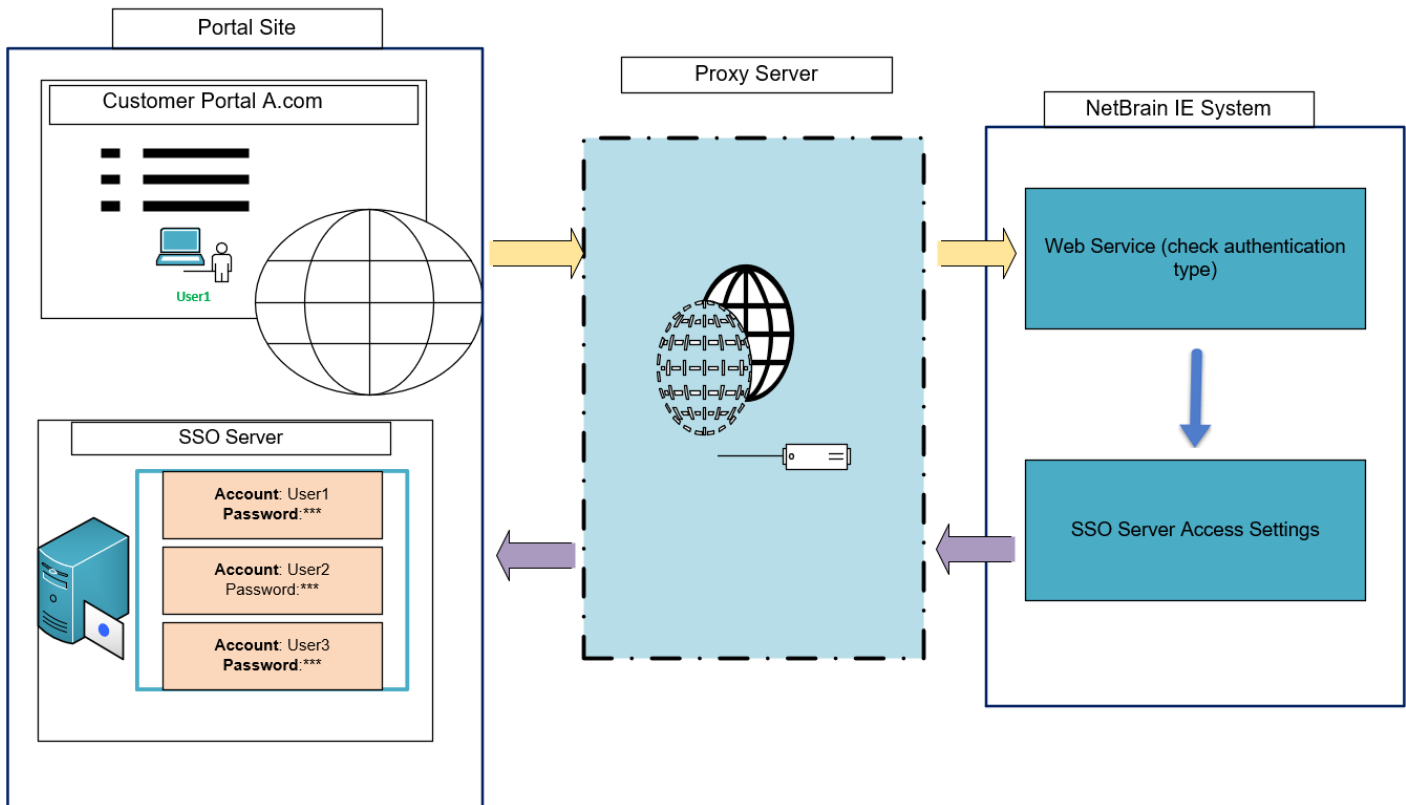 Portal Site
Customer Portal A.com
User1
SSO Server
Account: User1
Password:***
Account: User2
Password:***
Account: User3
Password:***
Proxy Server
NetBrain IE System
Web Service (check authentication
type)
SSO Server Access Settings